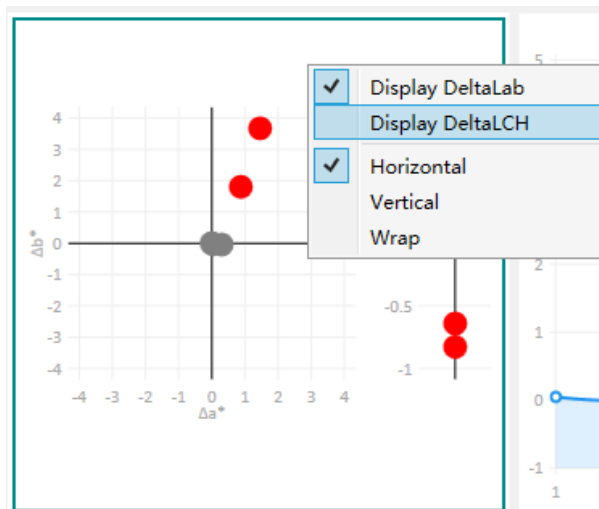 Display DeltaLab
Display DeltaLCH
Horizontal
Vertical
Wrap
4
3
2
1
0
-1
-2
-3
-4
Δb*
-4 -3 -2 -1 0 1 2 3 4
Δa*
-0.5
-1
5
2
1
0
-1
1